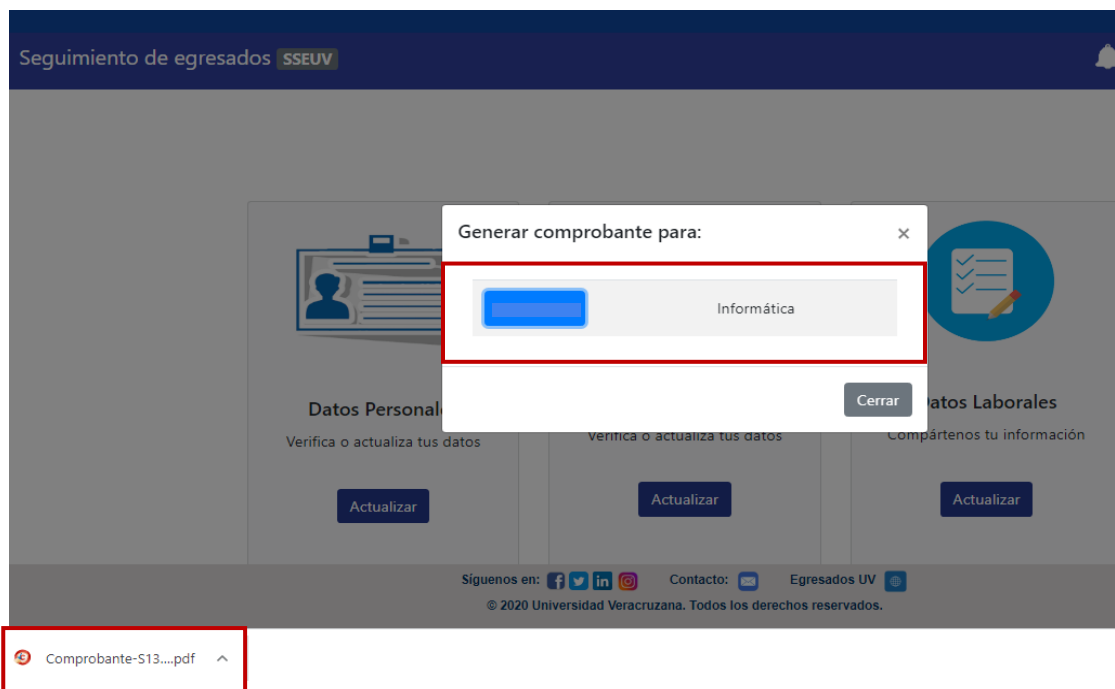 Seguimiento de egresados SSEUV
Generar comprobante para:
×
Informática
Cerrar
Datos Personal
Verifica o actualiza tus datos
Actualizar
Verifica o actualiza tus datos
Actualizar
atos Laborales
Compártenos tu información
Actualizar
Síguenos en: Contacto: Egresados UV
© 2020 Universidad Veracruzana. Todos los derechos reservados.
Comprobante-S13....pdf